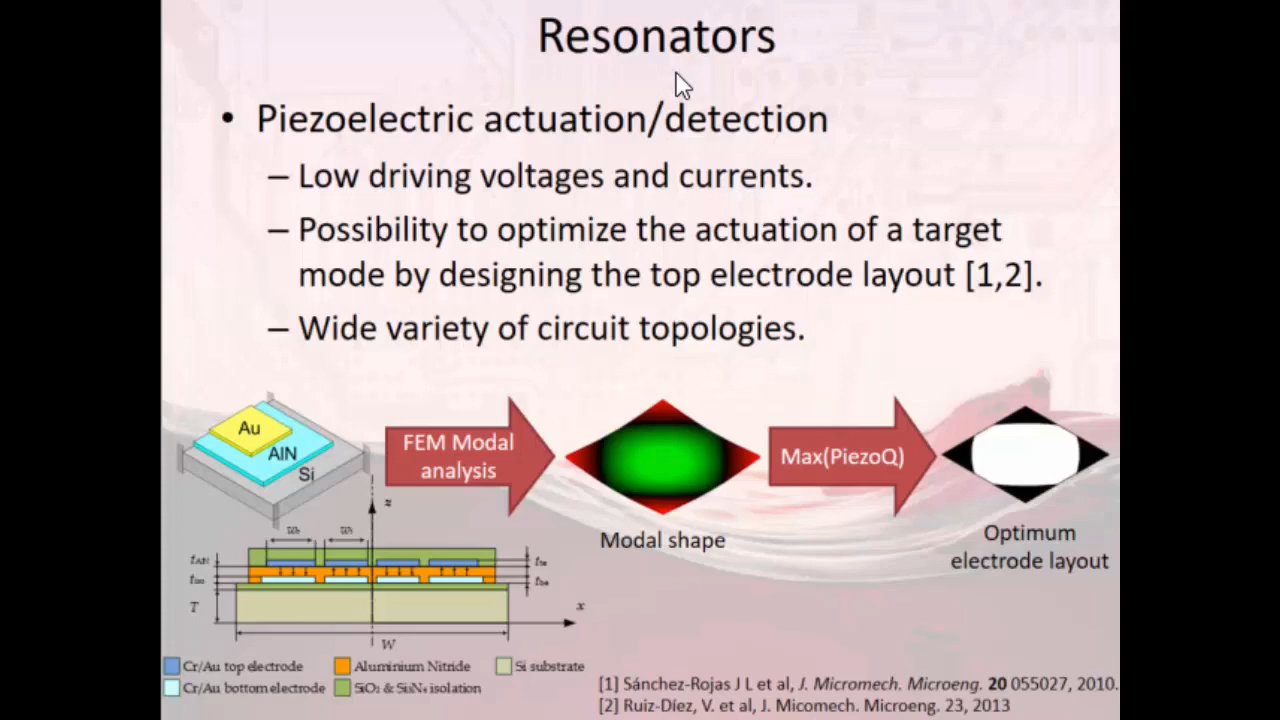 Resonators
• Piezoelectric actuation/detection
– Low driving voltages and currents.
– Possibility to optimize the actuation of a target
mode by designing the top electrode layout [1,2].
– Wide variety of circuit topologies.
Au
AlN
Si
FEM Modal
analysis
Max(PiezoQ)
Modal shape
Optimum
electrode layout
z
T
x
W
Cr/Au top electrode
Aluminium Nitride
Si substrate
Cr/Au bottom electrode
SiO₂ & Si₃N₄ isolation
[1] Sánchez-Rojas J L et al, J. Micromech. Microeng. 20 055027, 2010.
[2] Ruiz-Díez, V. et al, J. Micomech. Microeng. 23, 2013